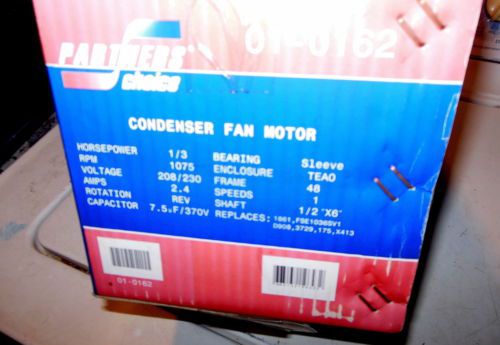 PARTNERS®
choice
01-0162
CONDENSER FAN MOTOR
HORSEPOWER 1/3
RPM 1075
VOLTAGE 208/230
AMPS 2.4
ROTATION REV
CAPACITOR 7.5uF/370V
BEARING Sleeve
ENCLOSURE TEAO
FRAME 48
SPEEDS 1
SHAFT 1/2"X6"
REPLACES: 1861,FSE1036SV1
D909,3729,175,X413
01-0162